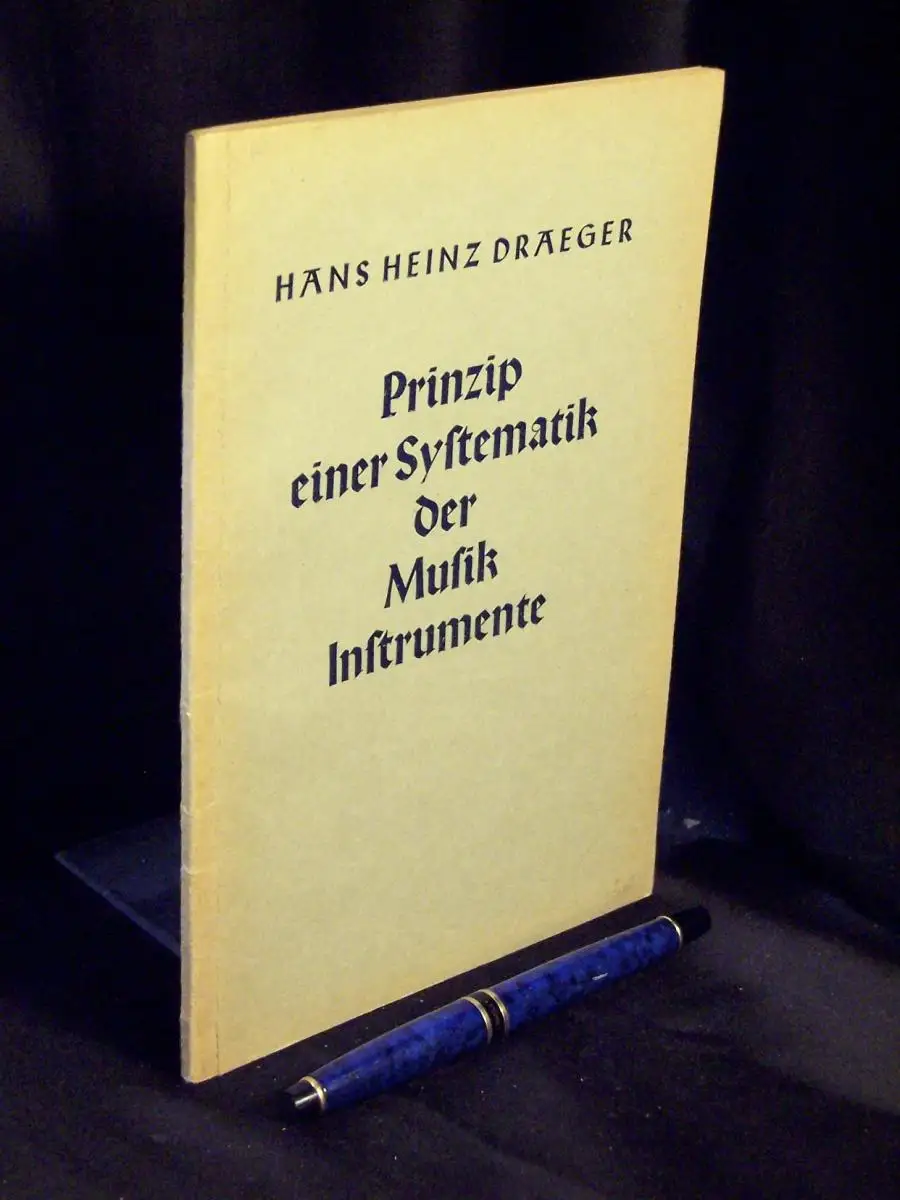 HANS HEINZ DRAEGER
Prinzip
einer Syſtematik
der
Muſik
Inſtrumente